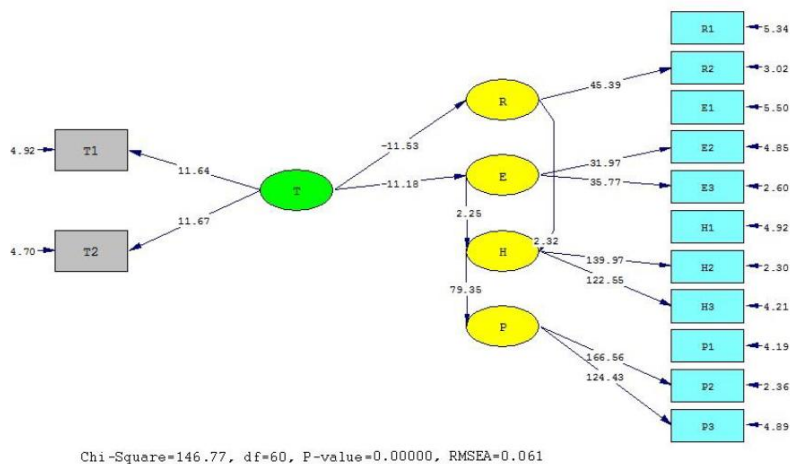 R1
5.34
R2
3.02
R
45.39
E1
5.50
4.92
T1
-11.53
E2
4.85
11.64
31.97
T
-11.18
E
35.77
E3
2.60
11.67
2.25
H1
4.92
4.70
T2
2.32
H
139.97
H2
2.30
122.55
79.35
H3
4.21
P
P1
4.19
166.56
P2
2.36
124.43
P3
4.89
Chi-Square=146.77, df=60, P-value=0.00000, RMSEA=0.061